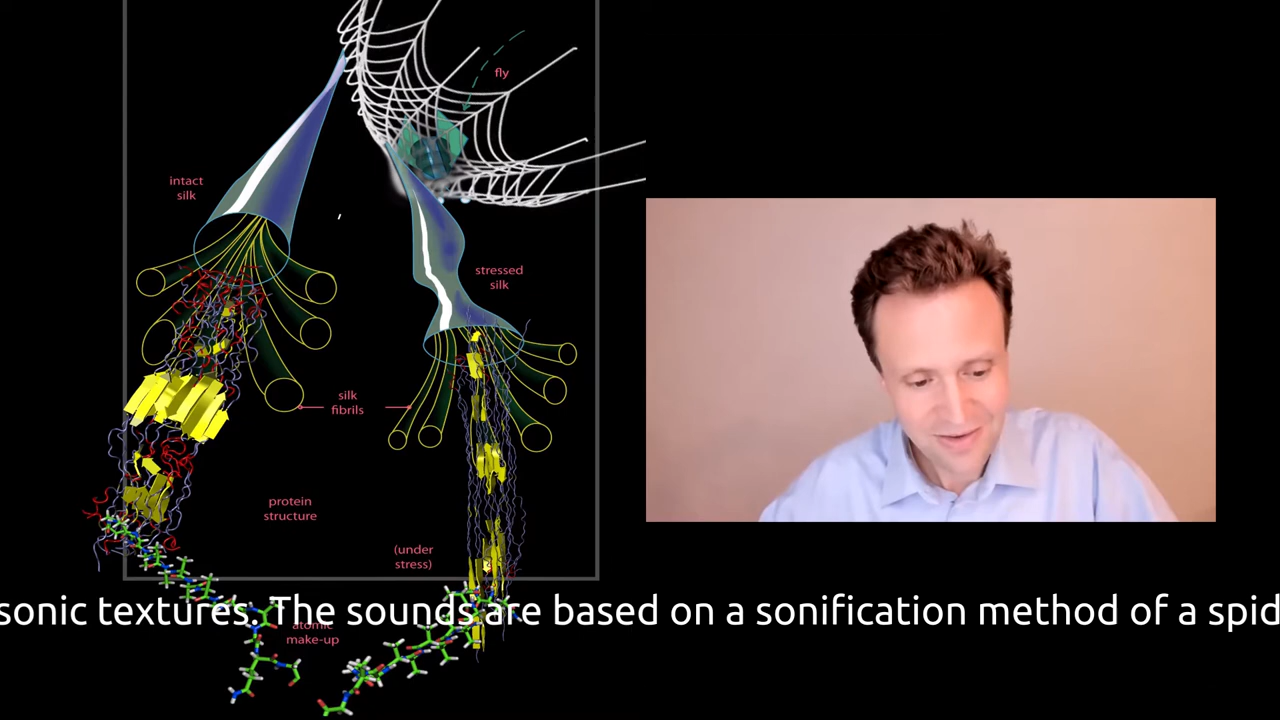 fly
intact
silk
stressed
silk
silk
fibrils
protein
structure
(under
stress)
sonic textures. The sounds are based on a sonification method of a spid
atomic
make-up